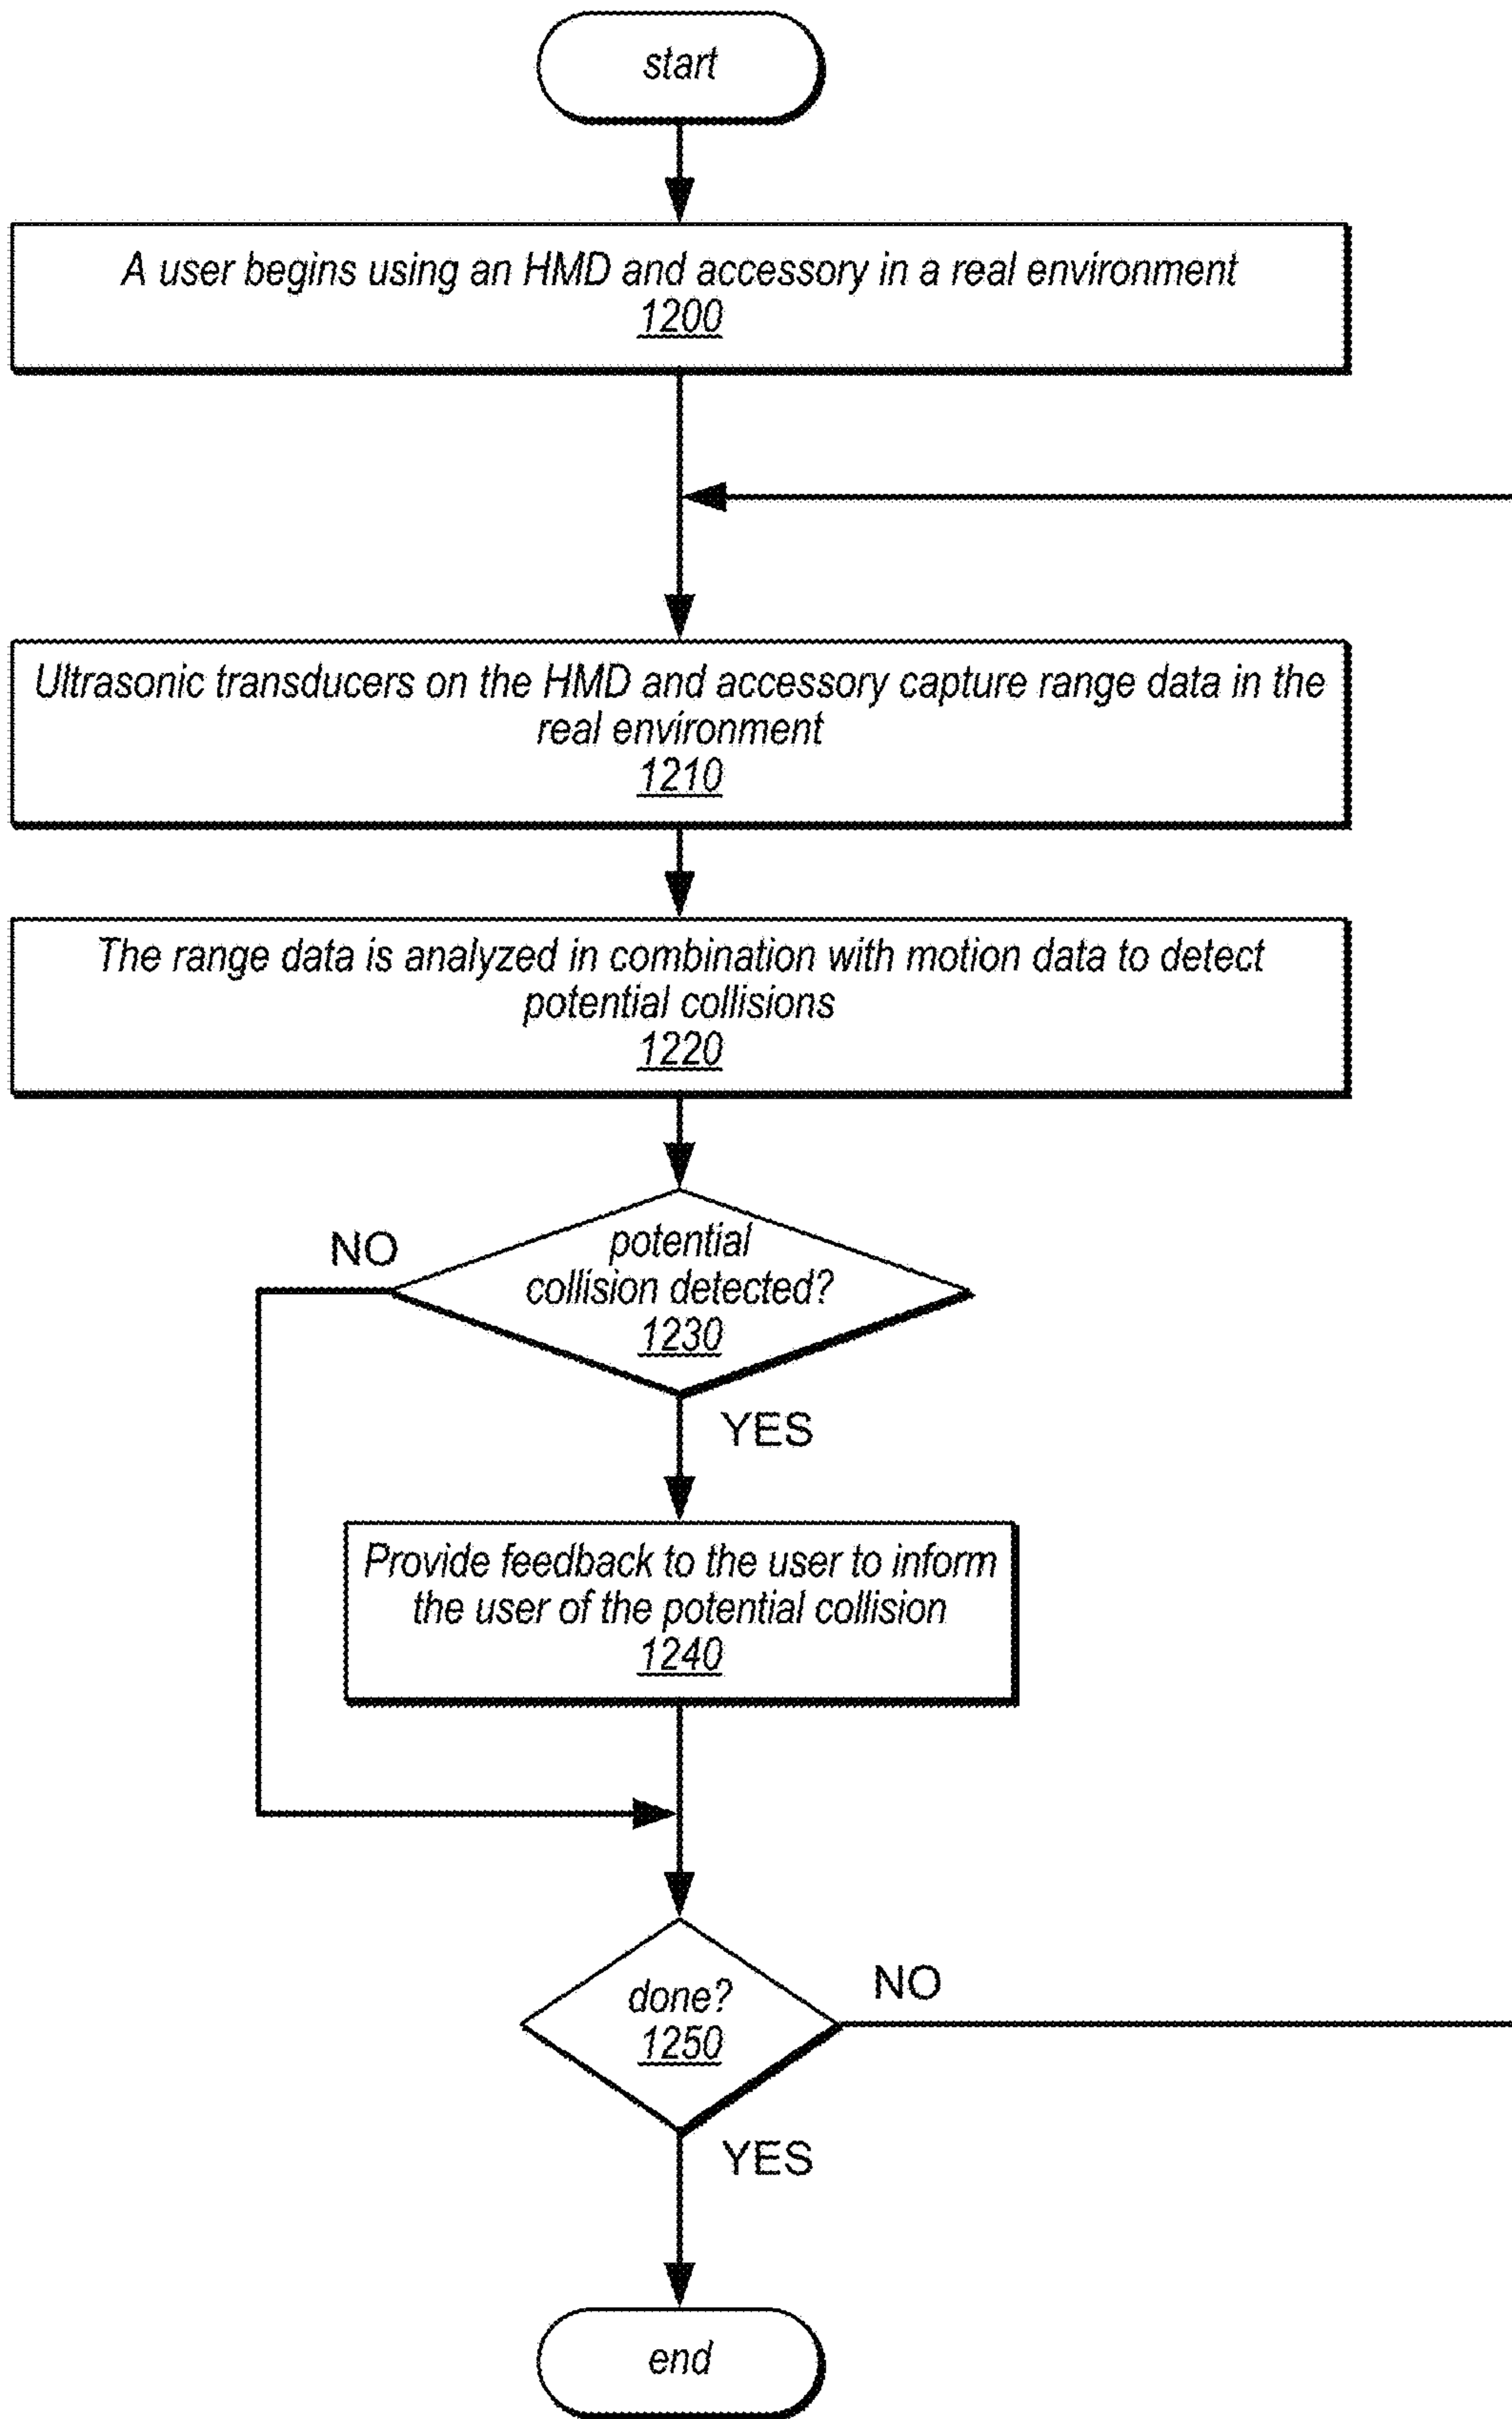 start
A user begins using an HMD and accessory in a real environment
1200
Ultrasonic transducers on the HMD and accessory capture range data in the
real environment
1210
The range data is analyzed in combination with motion data to detect
potential collisions
1220
NO
potential
collision detected?
1230
YES
Provide feedback to the user to inform
the user of the potential collision
1240
done?
1250
NO
YES
end